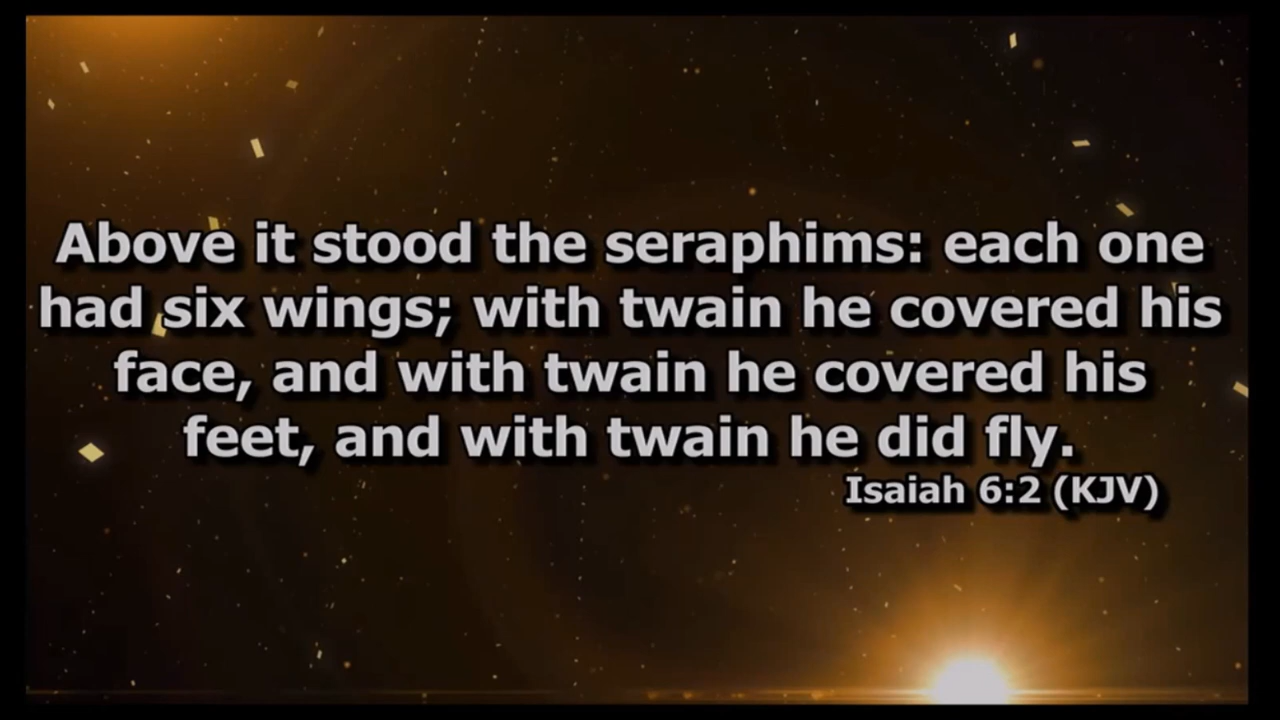 Above it stood the seraphims: each one
had six wings; with twain he covered his
face, and with twain he covered his
feet, and with twain he did fly.
Isaiah 6:2 (KJV)